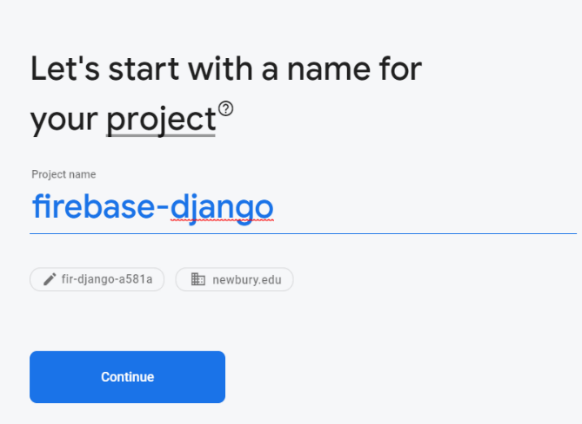 Let's start with a name for
your project
Project name
firebase-django
fir-django-a581a newbury.edu
Continue